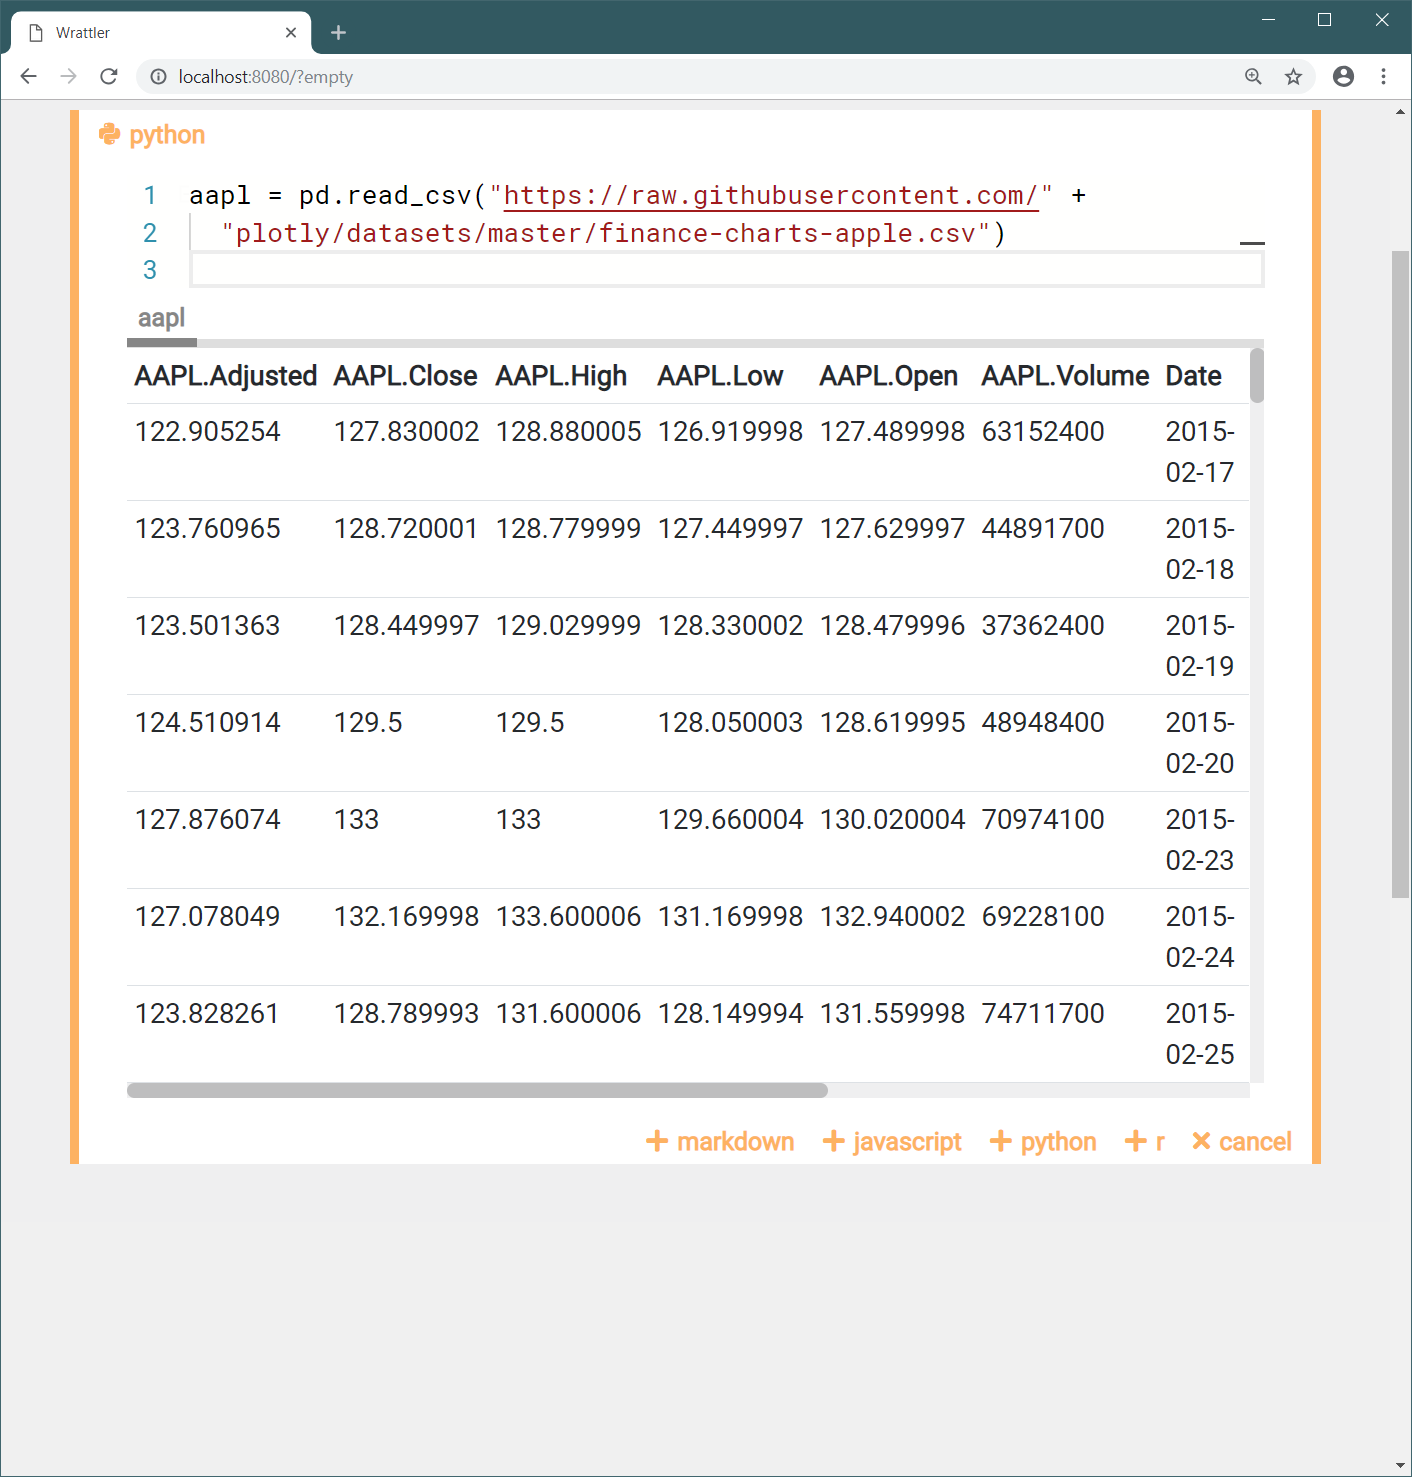 Wrattler
localhost:8080/?empty
python
1 aapl = pd.read_csv("https://raw.githubusercontent.com/" +
2 "plotly/datasets/master/finance-charts-apple.csv")
3
aapl
AAPL.Adjusted AAPL.Close AAPL.High AAPL.Low AAPL.Open AAPL.Volume Date
122.905254 127.830002 128.880005 126.919998 127.489998 63152400 2015-
02-17
123.760965 128.720001 128.779999 127.449997 127.629997 44891700 2015-
02-18
123.501363 128.449997 129.029999 128.330002 128.479996 37362400 2015-
02-19
124.510914 129.5 129.5 128.050003 128.619995 48948400 2015-
02-20
127.876074 133 133 129.660004 130.020004 70974100 2015-
02-23
127.078049 132.169998 133.600006 131.169998 132.940002 69228100 2015-
02-24
123.828261 128.789993 131.600006 128.149994 131.559998 74711700 2015-
02-25
markdown javascript python r cancel